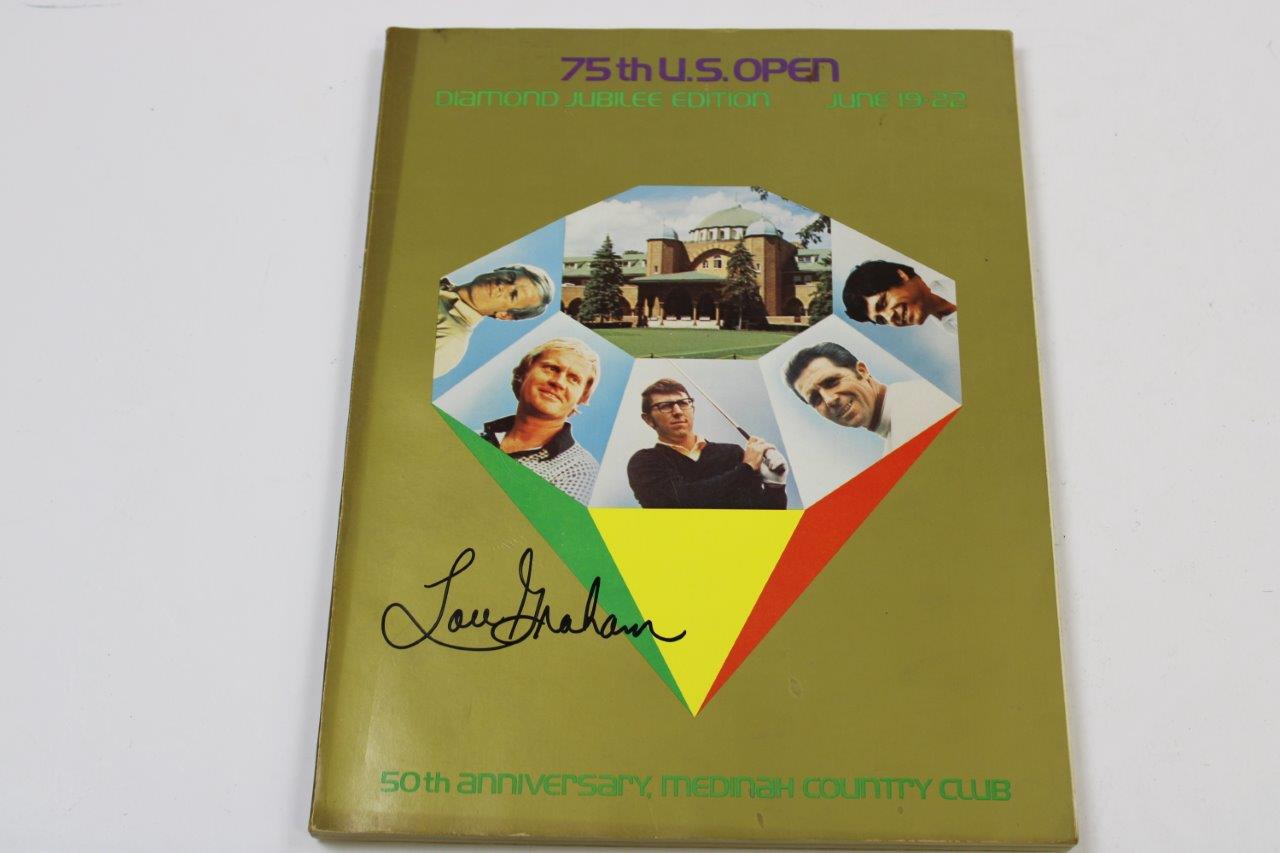 75th U.S. OPEN
DIAMOND JUBILEE EDITION JUNE 19-22
Lou Graham
50th ANNIVERSARY, MEDINAH COUNTRY CLUB